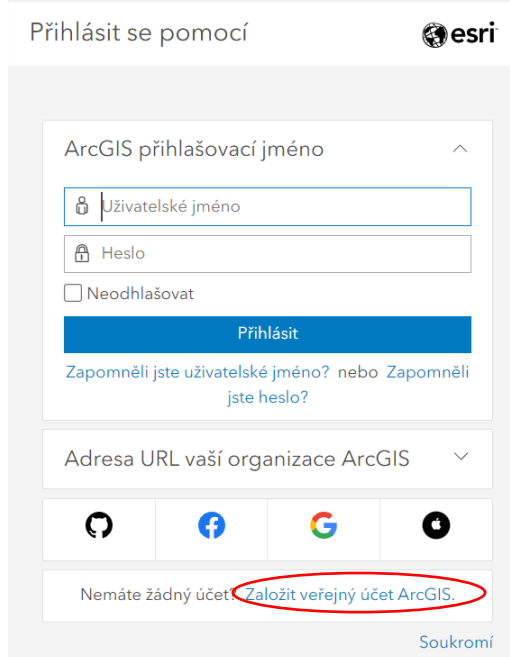 Přihlásit se pomocí
esri
ArcGIS přihlašovací jméno
Uživatelské jméno
Heslo
Neodhlašovat
Přihlásit
Zapomněli jste uživatelské jméno? nebo Zapomněli
jste heslo?
Adresa URL vaší organizace ArcGIS
Nemáte žádný účet? Založit veřejný účet ArcGIS.
Soukromí